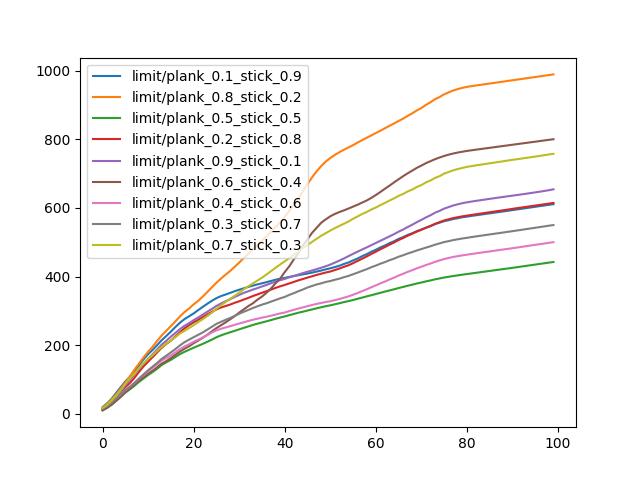 1000
800
600
400
200
0
limit/plank_0.1_stick_0.9
limit/plank_0.8_stick_0.2
limit/plank_0.5_stick_0.5
limit/plank_0.2_stick_0.8
limit/plank_0.9_stick_0.1
limit/plank_0.6_stick_0.4
limit/plank_0.4_stick_0.6
limit/plank_0.3_stick_0.7
limit/plank_0.7_stick_0.3
0 20 40 60 80 100